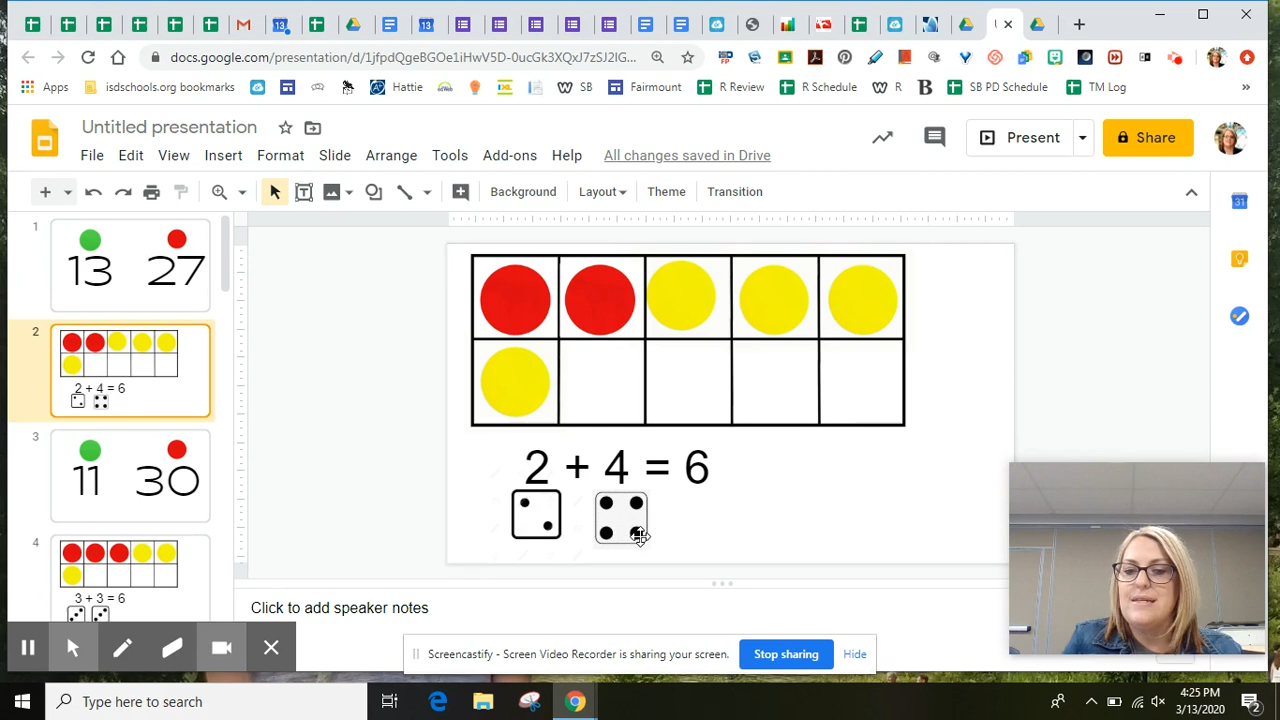 docs.google.com/presentation/d/1jfpdQgeBGOe1iHwV5D-0ucGk3XQxJ7zSJ2lG...
Apps
isdschools.org bookmarks
Hattie
IXL
SB
Fairmount
R Review
R Schedule
R
B
SB PD Schedule
TM Log
»
Untitled presentation
File Edit View Insert Format Slide Arrange Tools Add-ons Help All changes saved in Drive
Present
Share
Background Layout Theme Transition
1
13 27
2
2 + 4 = 6
3
11 30
4
3 + 3 = 6
2 + 4 = 6
Click to add speaker notes
Screencastify - Screen Video Recorder is sharing your screen.
Stop sharing
Hide
Type here to search
4:25 PM
3/13/2020
2